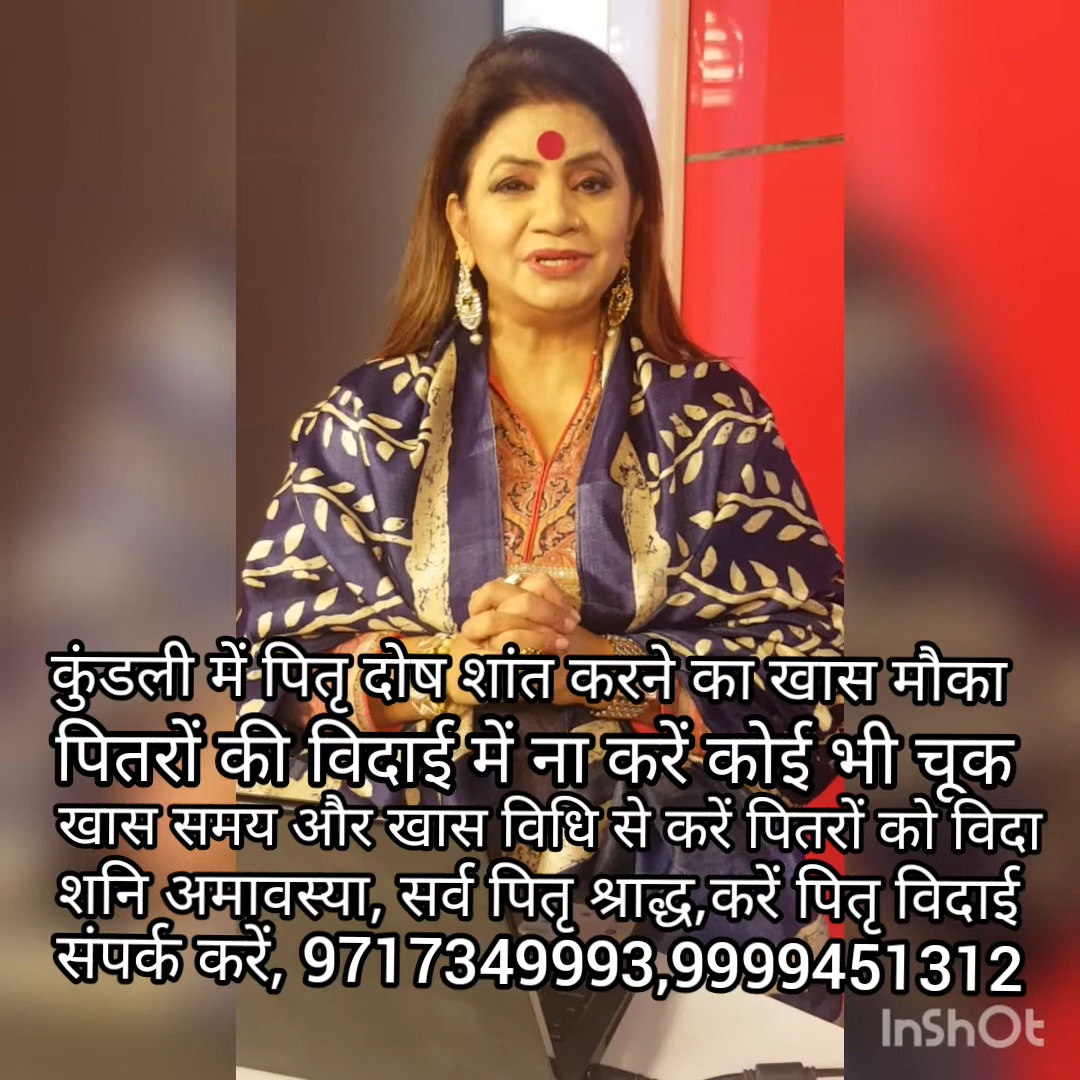 कुंडली में पितृ दोष शांत करने का खास मौका
पितरों की विदाई में ना करें कोई भी चूक
खास समय और खास विधि से करें पितरों को विदा
शनि अमावस्या, सर्व पितृ श्राद्ध,करें पितृ विदाई
संपर्क करें, 9717349993,9999451312
InShOt